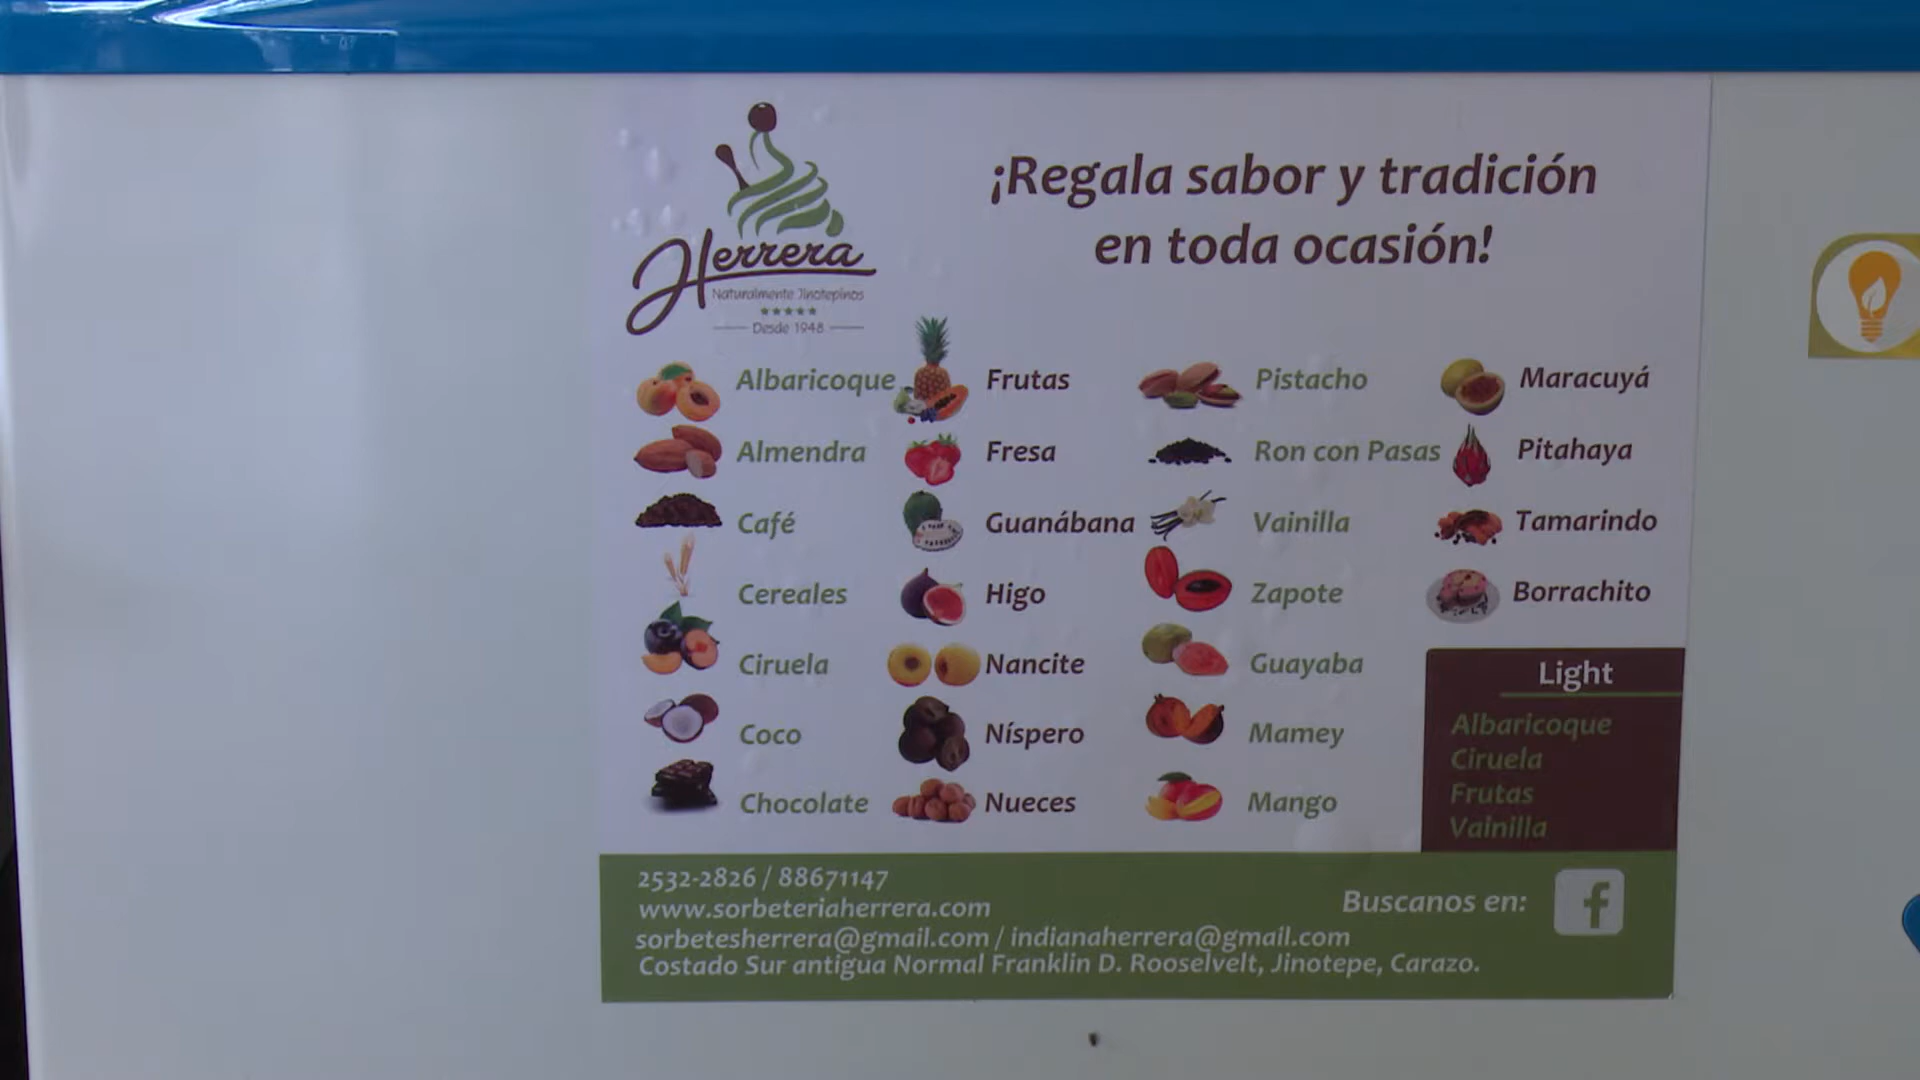 Herrera
Naturalmente Jinotepinos
Desde 1948
¡Regala sabor y tradición
en toda ocasión!
Albaricoque
Almendra
Café
Cereales
Ciruela
Coco
Chocolate
Frutas
Fresa
Guanábana
Higo
Nancite
Níspero
Nueces
Pistacho
Ron con Pasas
Vainilla
Zapote
Guayaba
Mamey
Mango
Maracuyá
Pitahaya
Tamarindo
Borrachito
Light
Albaricoque
Ciruela
Frutas
Vainilla
2532-2826 / 88671147
www.sorbeteriaherrera.com
sorbetesherrera@gmail.com / indianaherrera@gmail.com
Costado Sur antigua Normal Franklin D. Rooselvelt, Jinotepe, Carazo.
Buscanos en:
f